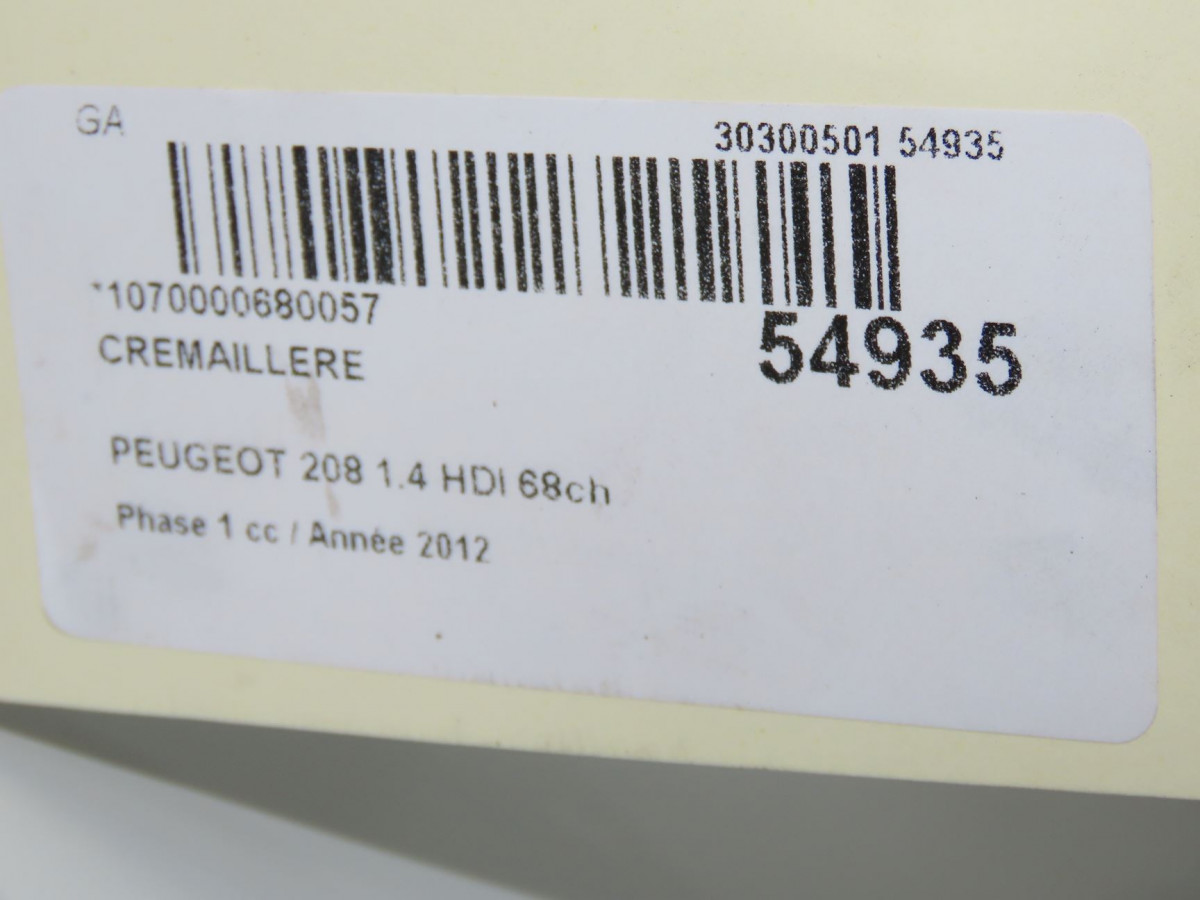 GA
30300501 54935
*1070000680057
54935
CREMAILLERE
PEUGEOT 208 1.4 HDI 68ch
Phase 1 cc / Année 2012